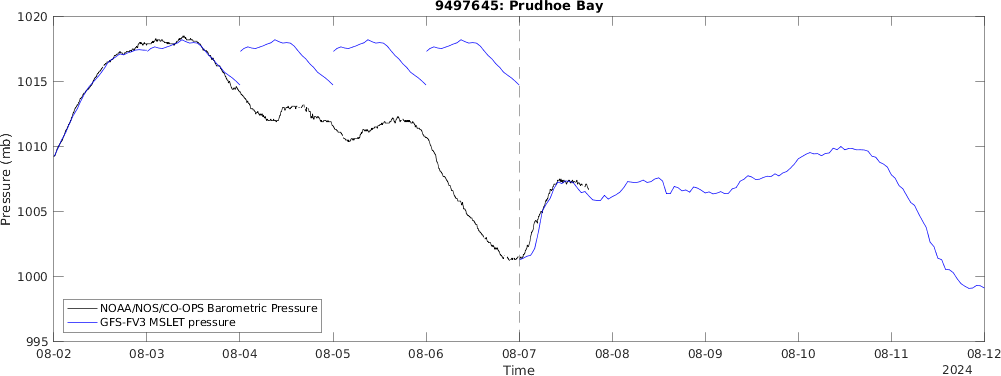 9497645: Prudhoe Bay
1020
1015
1010
1005
1000
995
Pressure (mb)
NOAA/NOS/CO-OPS Barometric Pressure
GFS-FV3 MSLET pressure
08-02 08-03 08-04 08-05 08-06 08-07 08-08 08-09 08-10 08-11 08-12
Time
2024